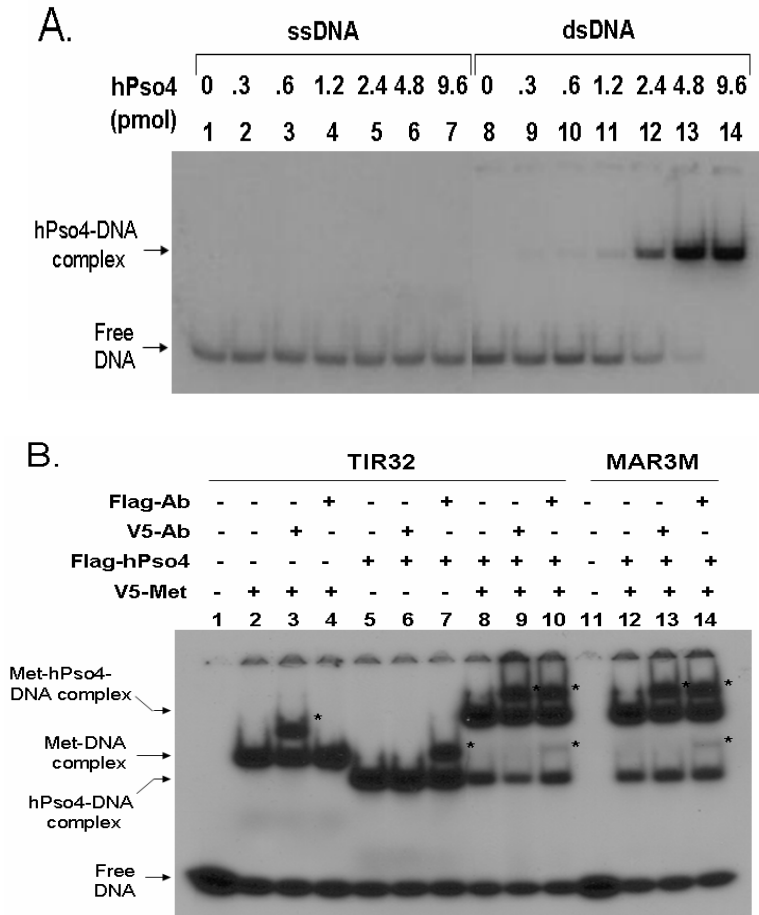 A.
ssDNA dsDNA
hPso4 0 .3 .6 1.2 2.4 4.8 9.6 0 .3 .6 1.2 2.4 4.8 9.6
(pmol) 1 2 3 4 5 6 7 8 9 10 11 12 13 14
hPso4-DNA
complex
Free
DNA
B.
TIR32 MAR3M
Flag-Ab - - - + - - + - - + - - - +
V5-Ab - - + - - + - - + - - - + -
Flag-hPso4 - - - - + + + + + + - + + +
V5-Met - + + + - - - + + + - + + +
1 2 3 4 5 6 7 8 9 10 11 12 13 14
Met-hPso4-
DNA complex
Met-DNA
complex
hPso4-DNA
complex
Free
DNA
* * * * * * * *